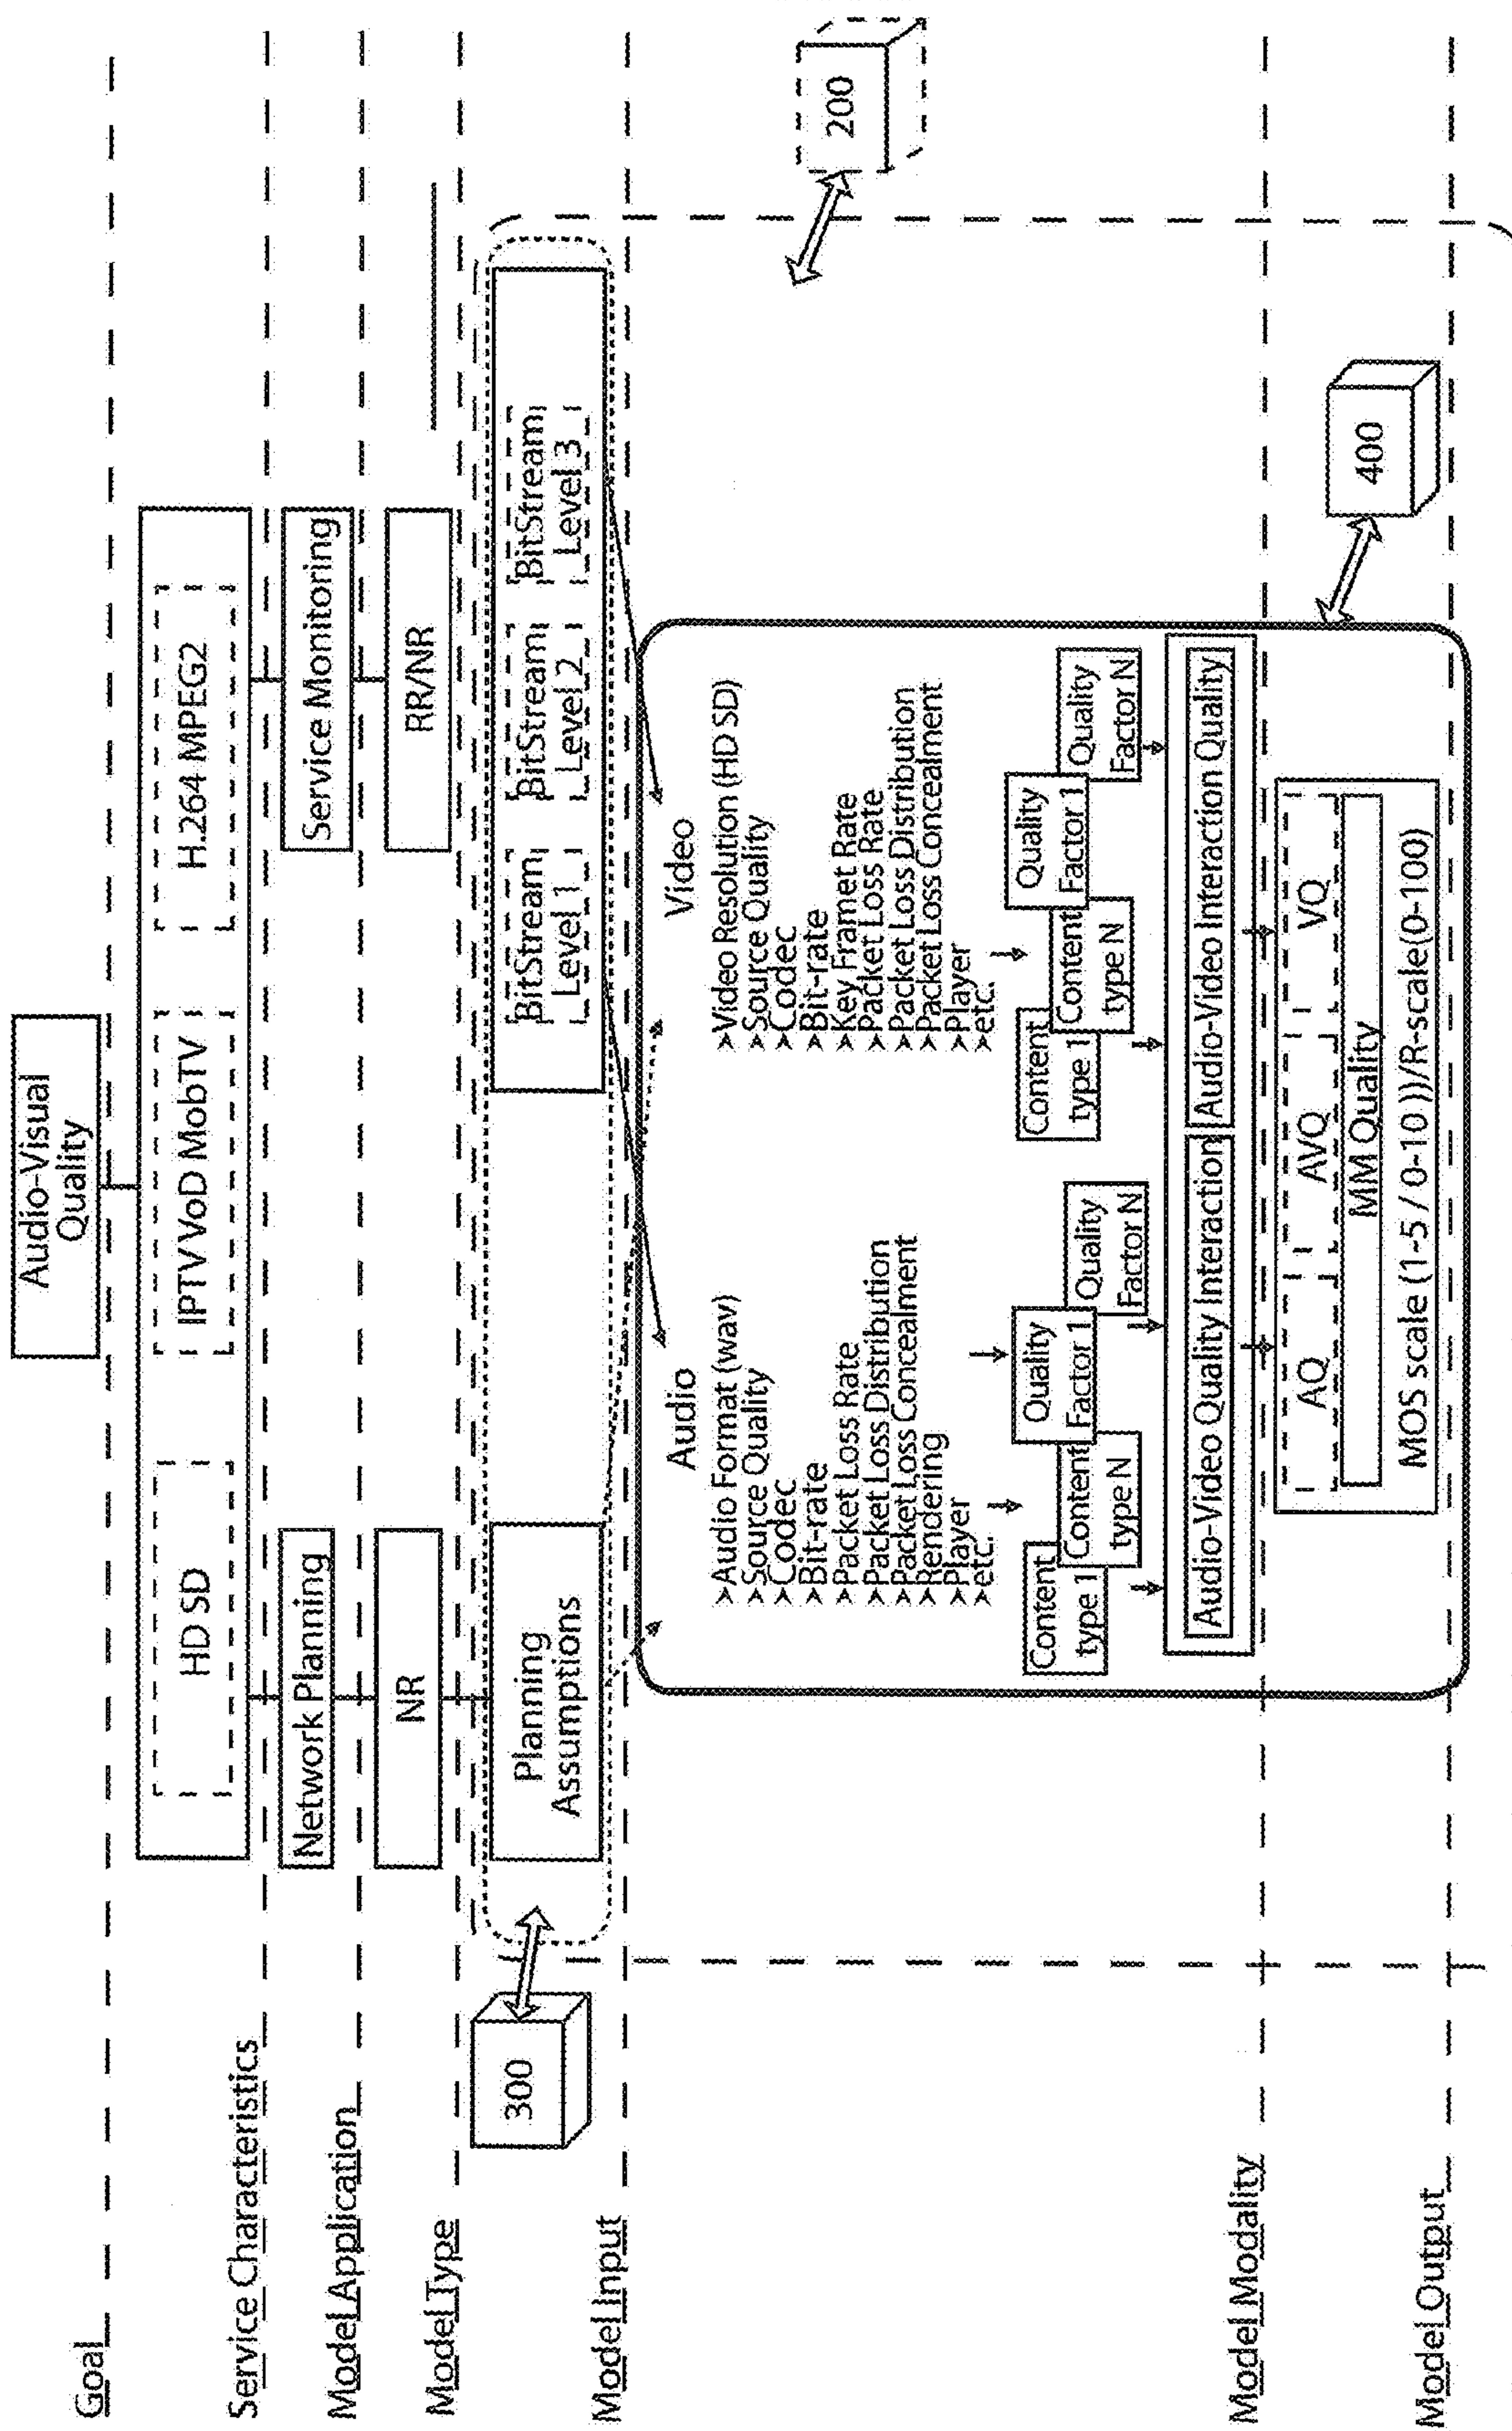 Audio-Visual
Quality
Goal
HD SD
IPTV VoD MobTV
H.264 MPEG2
Service Characteristics
Network Planning
Service Monitoring
Model Application
NR
RR/NR
Model Type
300
Planning
Assumptions
BitStream
Level 1
BitStream
Level 2
BitStream
Level 3
Model Input
200
Audio
➢Audio Format (wav)
➢Source Quality
➢Codec
➢Bit-rate
➢Packet Loss Rate
➢Packet Loss Distribution
➢Packet Loss Concealment
➢Rendering
➢Player
➢etc.
Video
➢Video Resolution (HD SD)
➢Source Quality
➢Codec
➢Bit-rate
➢Key Framet Rate
➢Packet Loss Rate
➢Packet Loss Distribution
➢Packet Loss Concealment
➢Player
➢etc.
Content
type 1
Content
type N
Quality
Factor 1
Quality
Factor N
Content
type 1
Content
type N
Quality
Factor 1
Quality
Factor N
Audio-Video Quality Interaction
Audio-Video Interaction Quality
Model Modality
400
AQ
AVQ
VQ
MM Quality
MOS scale (1-5 / 0-10 ))/R-scale(0-100)
Model Output